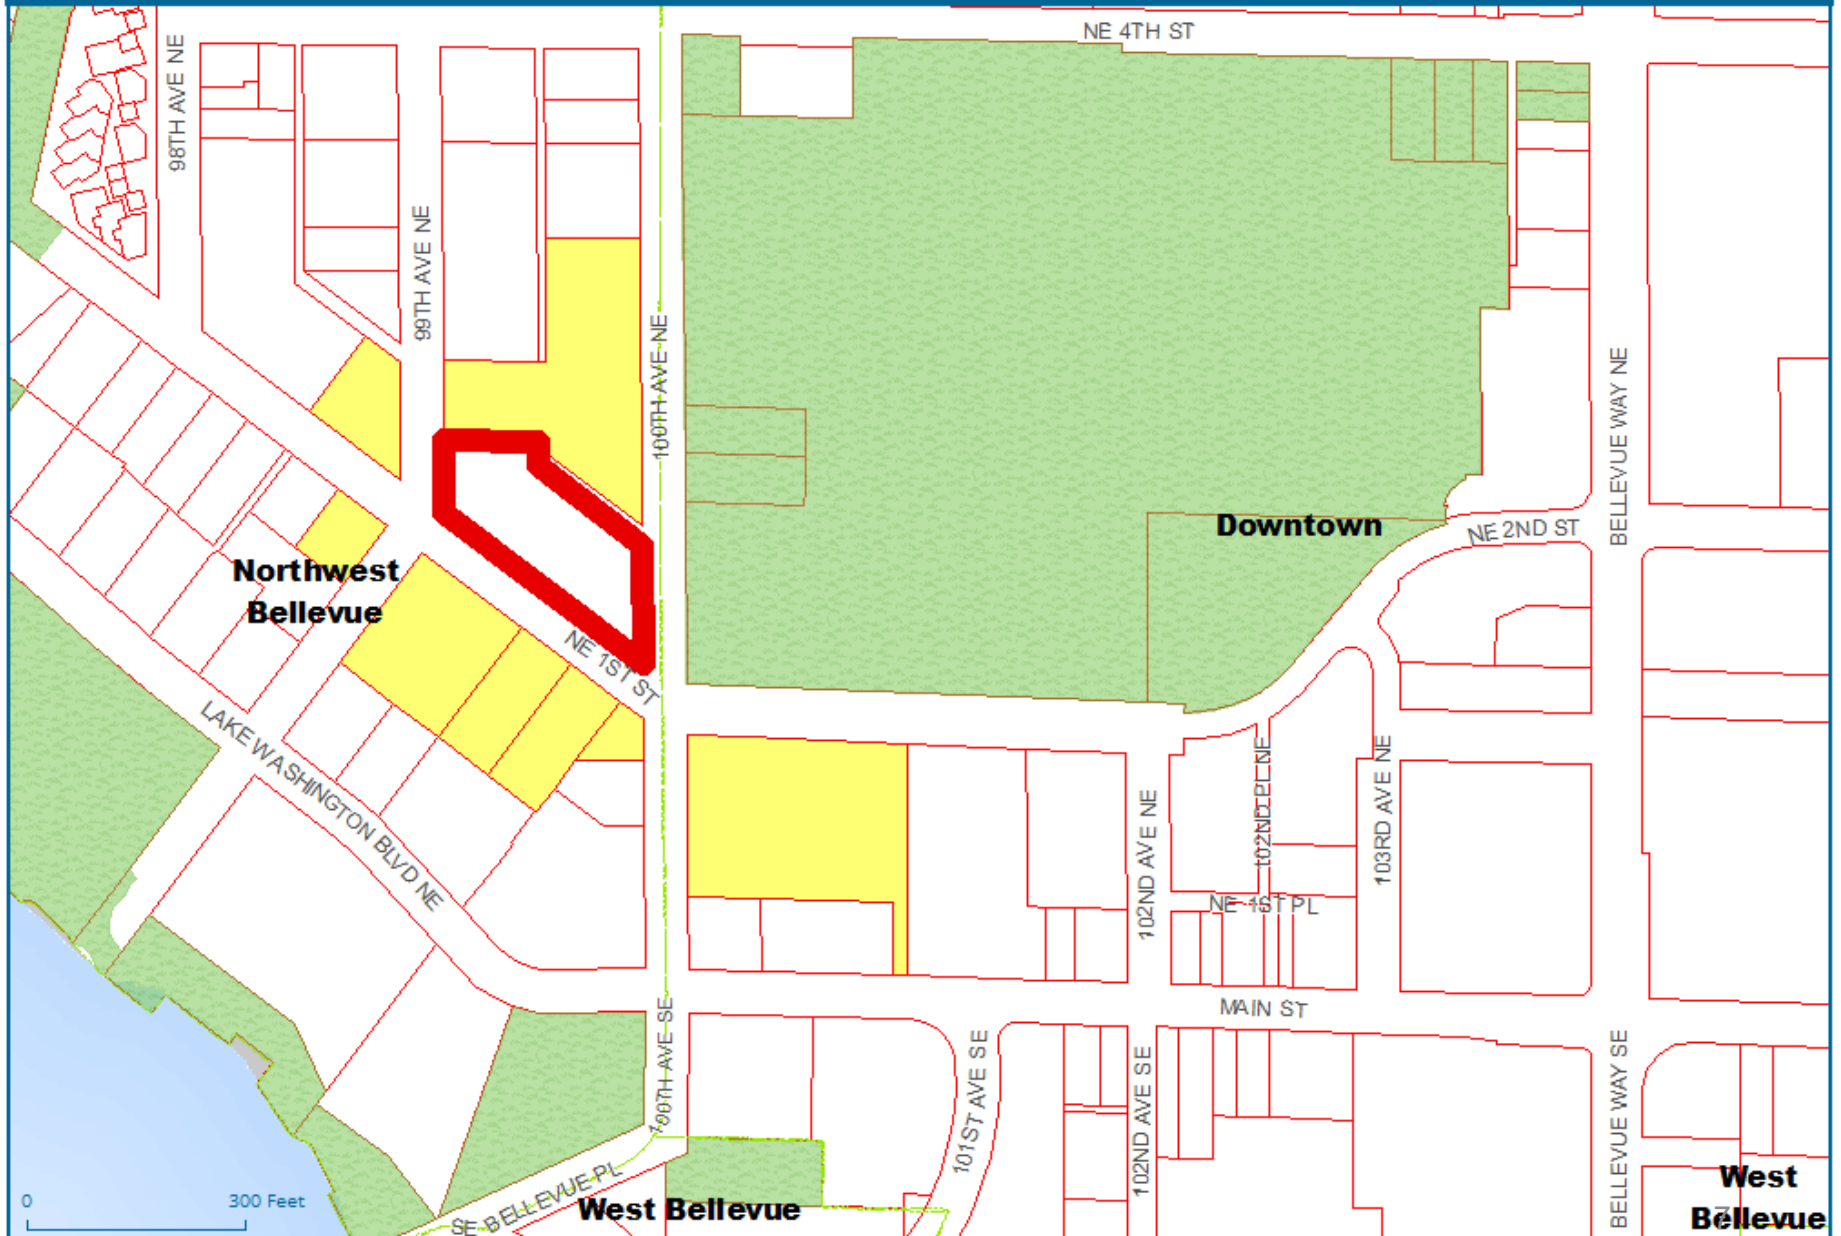 NE 4TH ST
98TH AVE NE
99TH AVE NE
100TH AVE NE
BELLEVUE WAY NE
Downtown
NE 2ND ST
Northwest
Bellevue
NE 1ST ST
LAKE WASHINGTON BLVD NE
102ND PL NE
103RD AVE NE
102ND AVE NE
NE 1ST PL
MAIN ST
100TH AVE SE
101ST AVE SE
102ND AVE SE
BELLEVUE WAY SE
0
300 Feet
SE BELLEVUE PL
West Bellevue
West
Bellevue
7